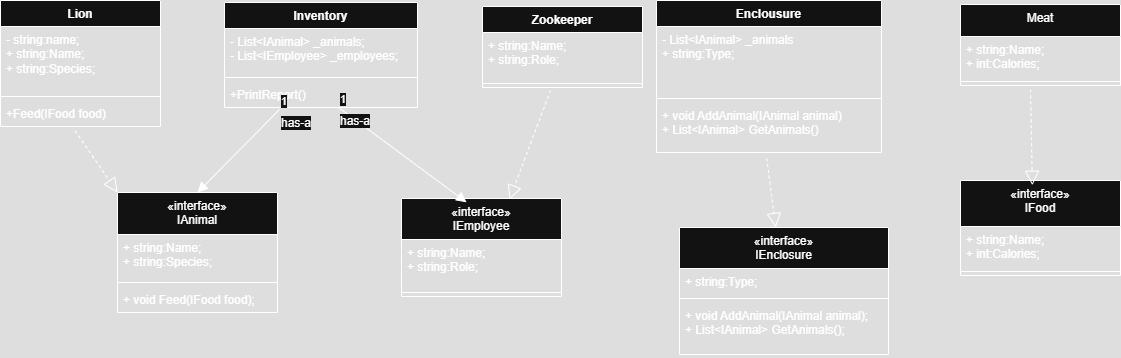 Lion
- string:name;
+ string:Name;
+ string:Species;
+Feed(IFood food)
Inventory
- List<IAnimal> _animals;
- List<IEmployee> _employees;
+PrintReport()
1
has-a
1
has-a
Zookeeper
+ string:Name;
+ string:Role;
Enclousure
- List<IAnimal> _animals
+ string:Type;
+ void AddAnimal(IAnimal animal)
+ List<IAnimal> GetAnimals()
Meat
+ string:Name;
+ int:Calories;
«interface»
IAnimal
+ string:Name;
+ string:Species;
+ void Feed(IFood food);
«interface»
IEmployee
+ string:Name;
+ string:Role;
«interface»
IEnclosure
+ string:Type;
+ void AddAnimal(IAnimal animal);
+ List<IAnimal> GetAnimals();
«interface»
IFood
+ string:Name;
+ int:Calories;